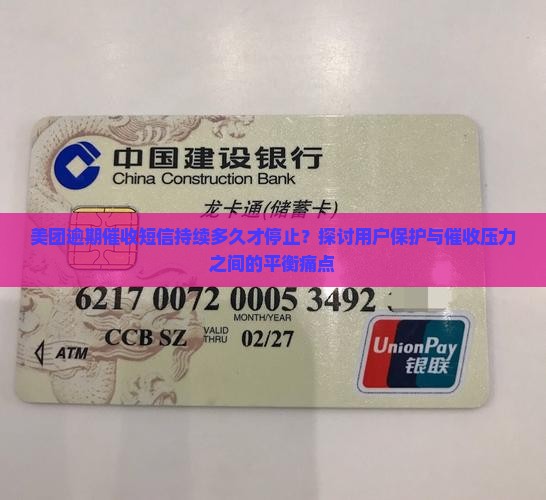 中国建设银行
China Construction Bank
龙卡通(储蓄卡)
美团逾期催收短信持续多久才停止？探讨用户保护与催收压力
之间的平衡痛点
6217 0072 0005 3492
MONTH/YEAR
CCB SZ VALID THRU 02/27
ATM
UnionPay
银联